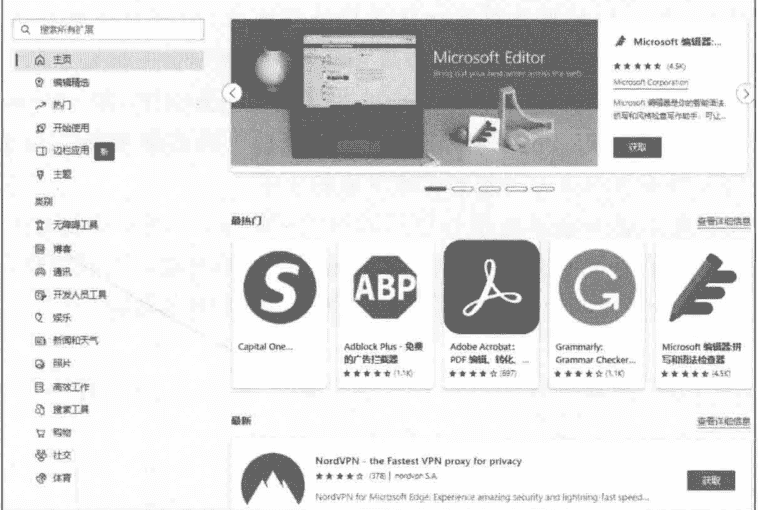 搜索所有扩展
主页
编辑精选
热门
开始使用
边栏应用 新
主题
类别
无障碍工具
博客
通讯
开发人员工具
娱乐
新闻和天气
照片
高效工作
搜索工具
购物
社交
体育
Microsoft Editor
Bring out your best writer across the web
Microsoft 编辑器:...
(4.5K)
Microsoft Corporation
Microsoft 编辑器是你的智能语法、
拼写和风格检查写作助手，可让...
获取
最热门
查看详细信息
S
Capital One...
ABP
Adblock Plus - 免费
的广告拦截器
(1.1K)
Adobe Acrobat:
PDF 编辑、转化、...
(697)
G
Grammarly:
Grammar Checker...
(1.1K)
Microsoft 编辑器:拼
写和语法检查器
(4.5K)
最新
查看详细信息
NordVPN - the Fastest VPN proxy for privacy
(378) | nordvpn S.A.
NordVPN for Microsoft Edge: Experience amazing security and lightning-fast speed...
获取